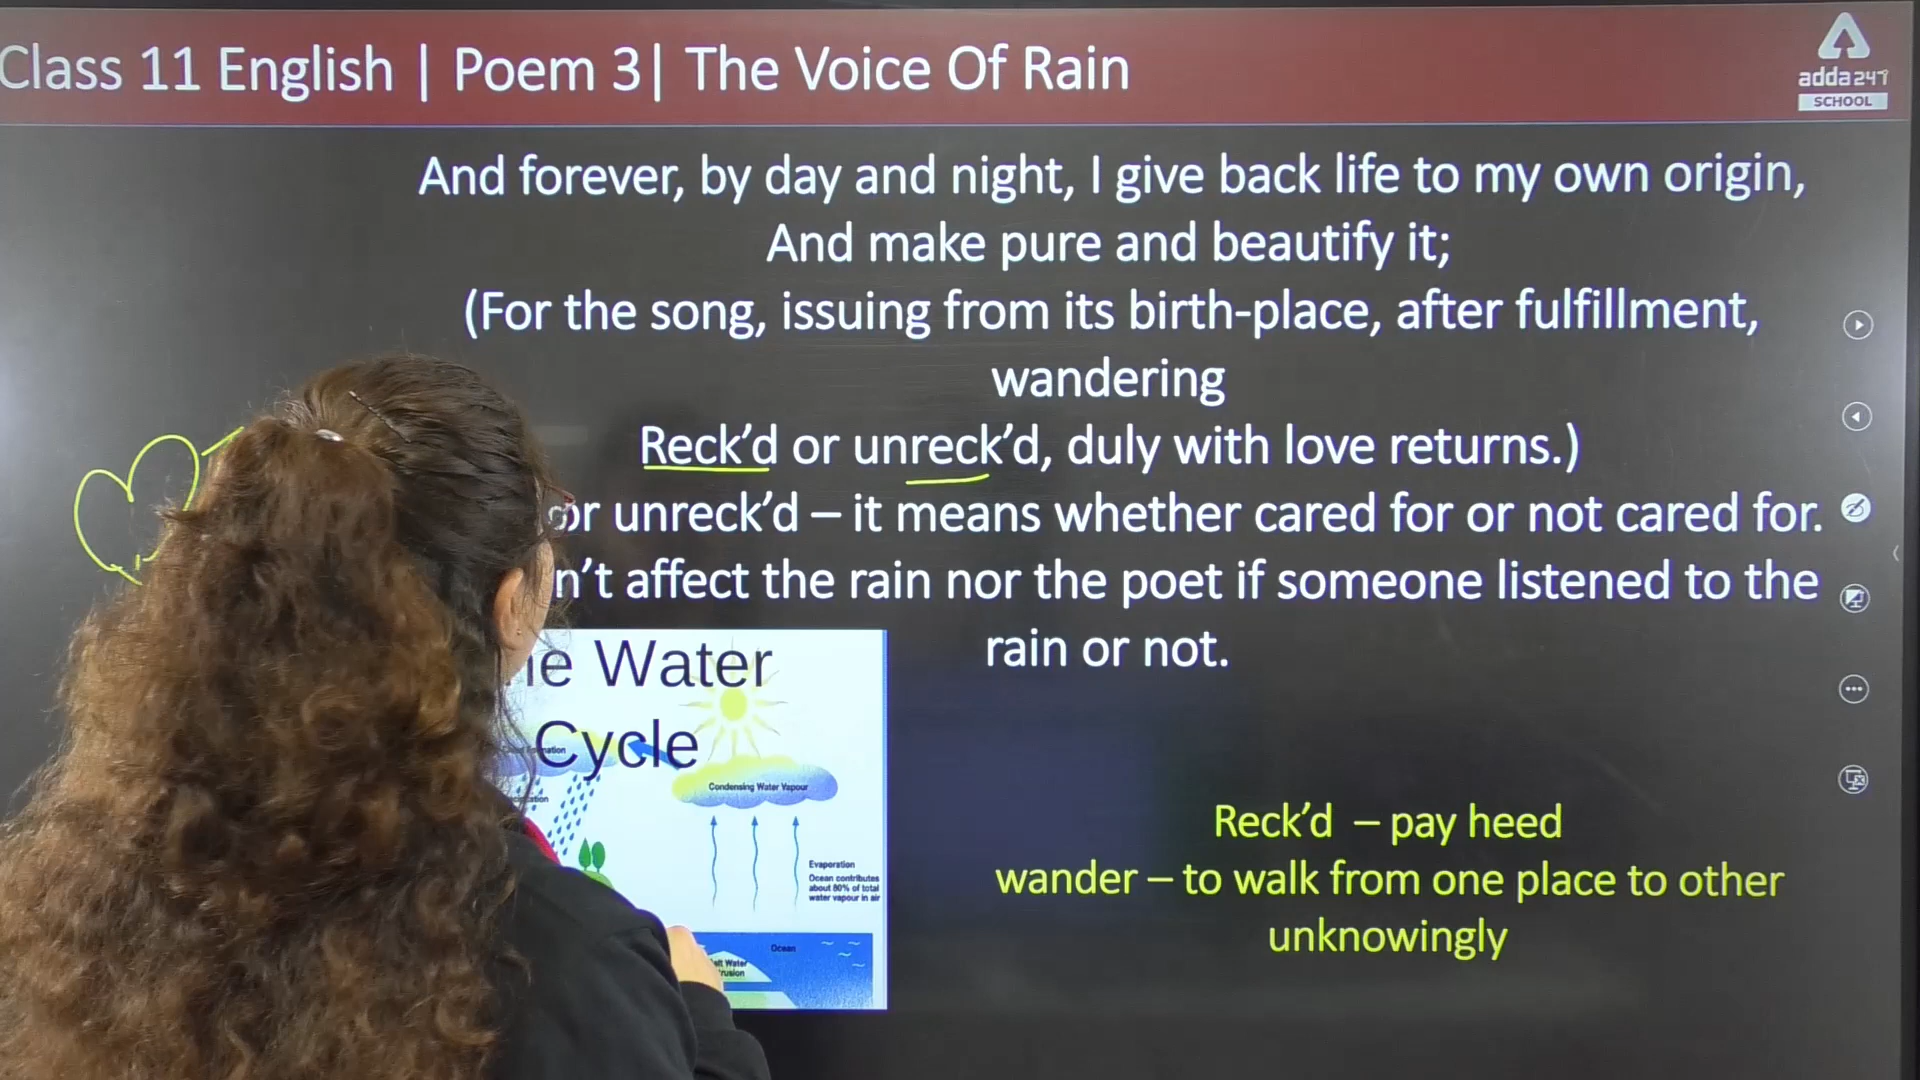 Class 11 English | Poem 3| The Voice Of Rain
adda247
SCHOOL
And forever, by day and night, I give back life to my own origin,
And make pure and beautify it;
(For the song, issuing from its birth-place, after fulfillment,
wandering
Reck’d or unreck’d, duly with love returns.)
or unreck’d – it means whether cared for or not cared for.
n’t affect the rain nor the poet if someone listened to the
rain or not.
Water
Cycle
Condensing Water Vapour
Evaporation
Ocean contributes
about 80% of total
water vapour in air
Ocean
Water
Reck’d – pay heed
wander – to walk from one place to other
unknowingly